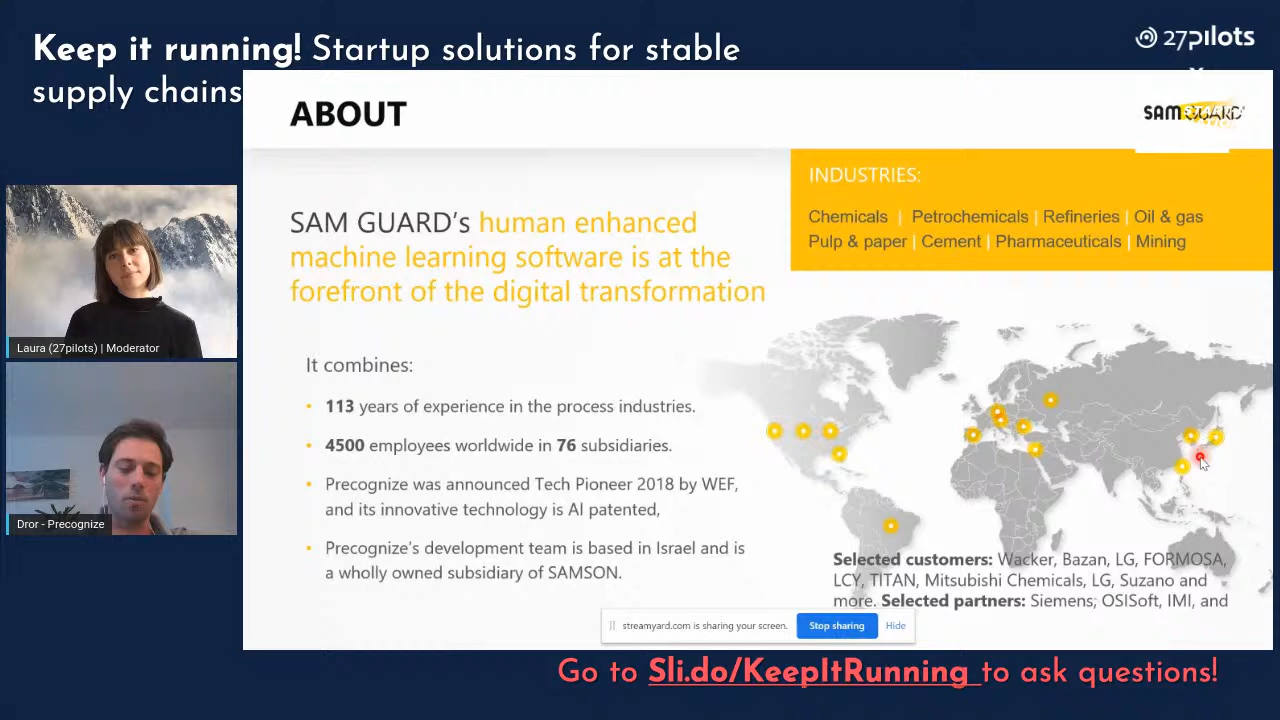 Keep it running! Startup solutions for stable
supply chains
27pilots
ABOUT
SAM GUARD
INDUSTRIES:
Chemicals | Petrochemicals | Refineries | Oil & gas
Pulp & paper | Cement | Pharmaceuticals | Mining
SAM GUARD's human enhanced
machine learning software is at the
forefront of the digital transformation
It combines:
• 113 years of experience in the process industries.
• 4500 employees worldwide in 76 subsidiaries.
• Precognize was announced Tech Pioneer 2018 by WEF,
and its innovative technology is AI patented,
• Precognize's development team is based in Israel and is
a wholly owned subsidiary of SAMSON.
Selected customers: Wacker, Bazan, LG, FORMOSA,
LCY, TITAN, Mitsubishi Chemicals, LG, Suzano and
more. Selected partners: Siemens, OSISoft, IMI, and
Laura (27pilots) | Moderator
Dror - Precognize
streamyard.com is sharing your screen.
Stop sharing
Hide
Go to Sli.do/KeepItRunning to ask questions!